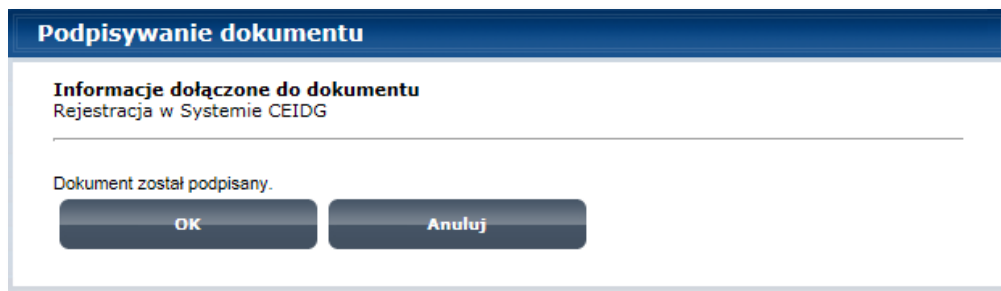 Podpisywanie dokumentu
Informacje dołączone do dokumentu
Rejestracja w Systemie CEIDG
Dokument został podpisany.
OK
Anuluj